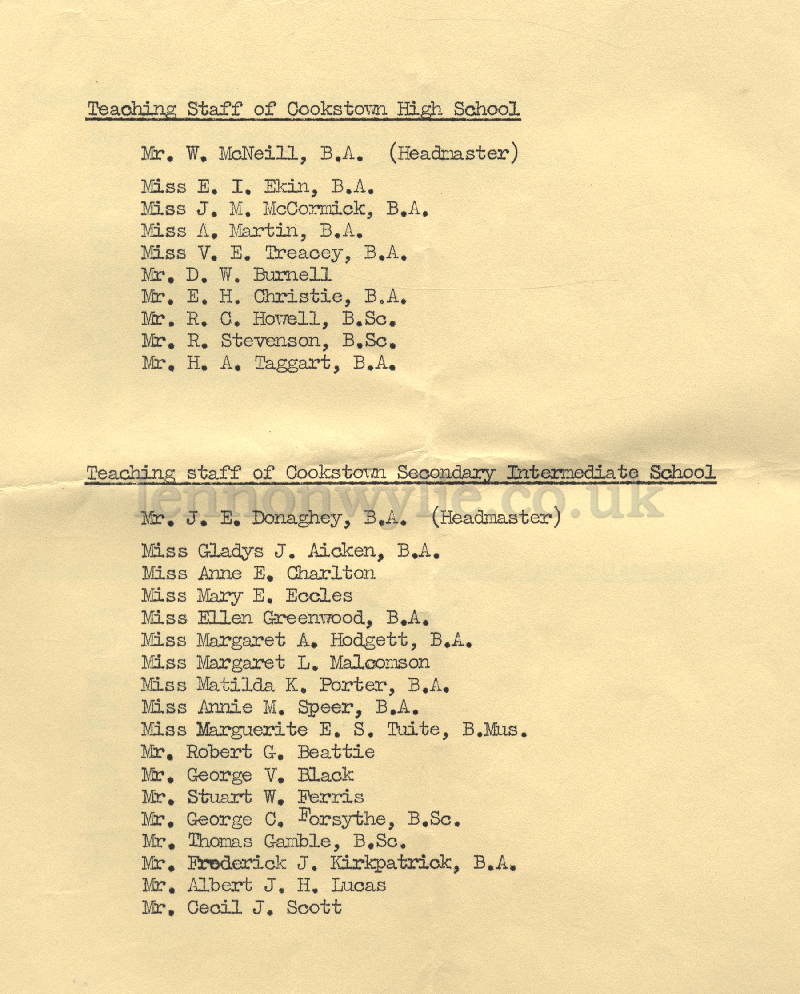 Teaching Staff of Cookstown High School
Mr. W. McNeill, B.A. (Headmaster)
Miss E. I. Ekin, B.A.
Miss J. M. McCormick, B.A.
Miss A. Martin, B.A.
Miss V. E. Treacey, B.A.
Mr. D. W. Burnell
Mr. E. H. Christie, B.A.
Mr. R. C. Howell, B.Sc.
Mr. R. Stevenson, B.Sc.
Mr. H. A. Taggart, B.A.
Teaching staff of Cookstown Secondary Intermediate School
lennonwylie.co.uk
Mr. J. E. Donaghey, B.A. (Headmaster)
Miss Gladys J. Aicken, B.A.
Miss Anne E. Charlton
Miss Mary E. Eccles
Miss Ellen Greenwood, B.A.
Miss Margaret A. Hodgett, B.A.
Miss Margaret L. Malcomson
Miss Matilda K. Porter, B.A.
Miss Annie M. Speer, B.A.
Miss Marguerite E. S. Tuite, B.Mus.
Mr. Robert G. Beattie
Mr. George V. Black
Mr. Stuart W. Ferris
Mr. George C. Forsythe, B.Sc.
Mr. Thomas Gamble, B.Sc.
Mr. Frederick J. Kirkpatrick, B.A.
Mr. Albert J. H. Lucas
Mr. Cecil J. Scott